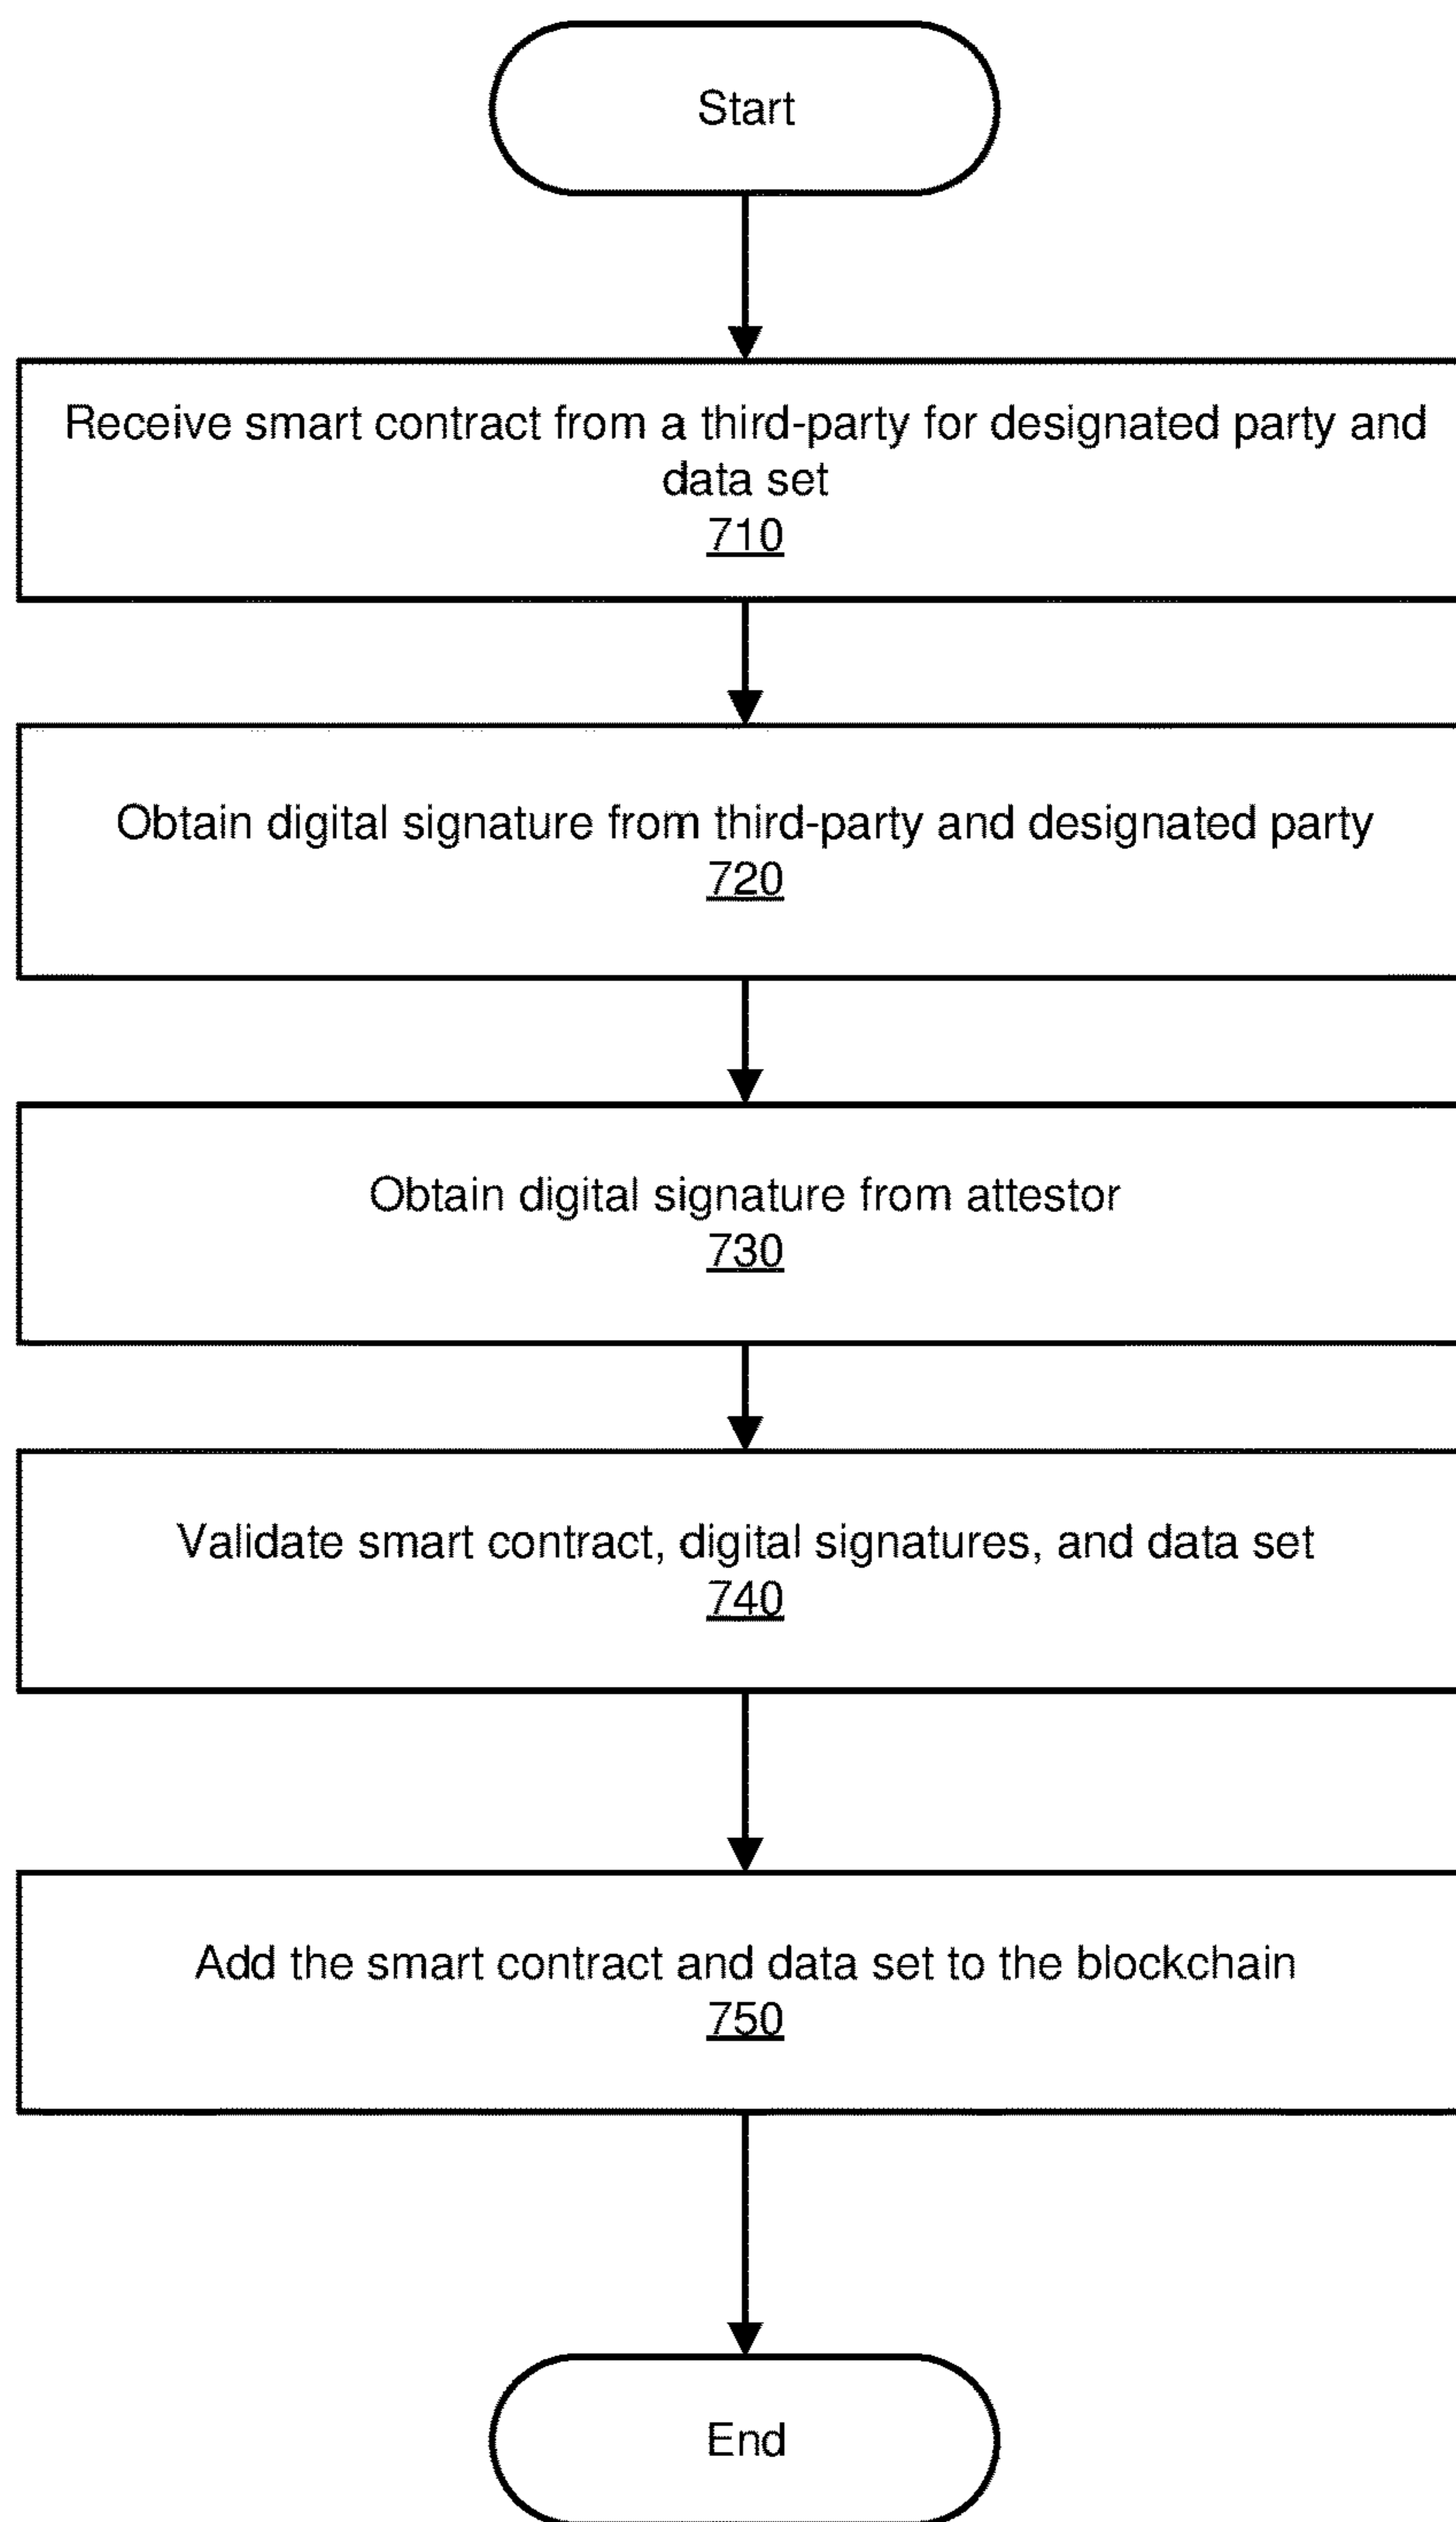 Start
Receive smart contract from a third-party for designated party and
data set
710
Obtain digital signature from third-party and designated party
720
Obtain digital signature from attestor
730
Validate smart contract, digital signatures, and data set
740
Add the smart contract and data set to the blockchain
750
End